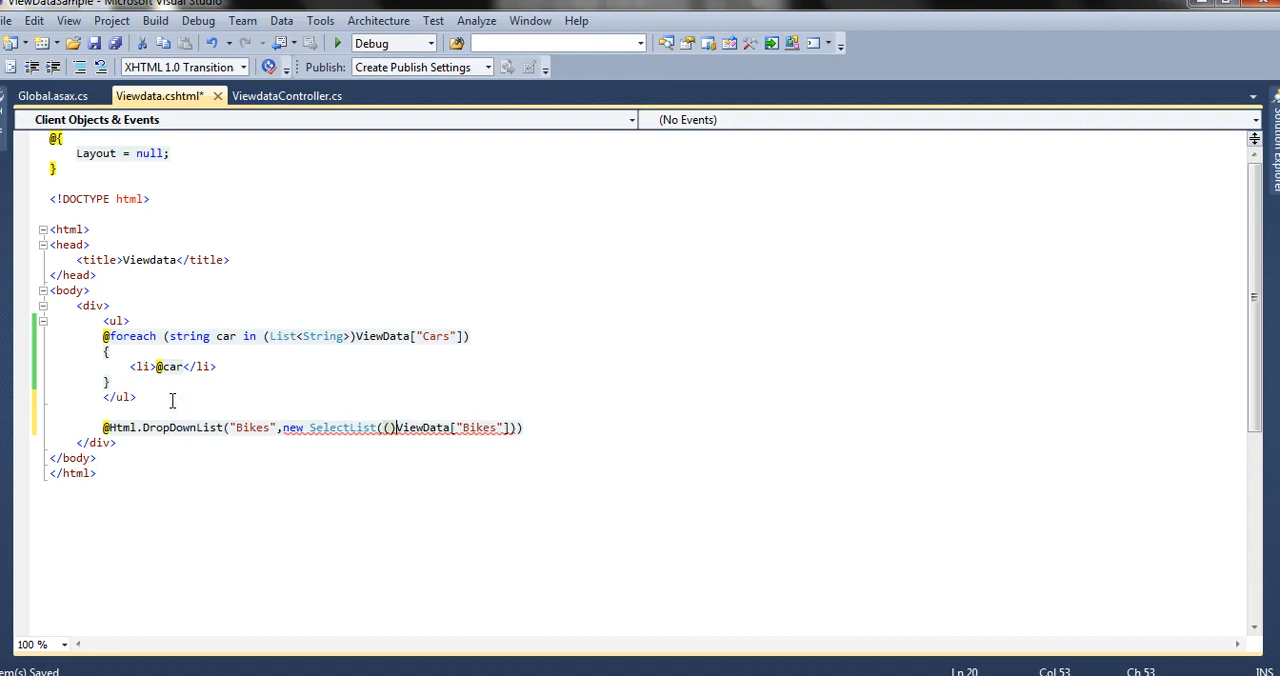 ViewDataSample - Microsoft Visual Studio
ile Edit View Project Build Debug Team Data Tools Architecture Test Analyze Window Help
Debug
XHTML 1.0 Transition Publish: Create Publish Settings
Global.asax.cs Viewdata.cshtml* ViewdataController.cs
Client Objects & Events (No Events)
@{
Layout = null;
}
<!DOCTYPE html>
<html>
<head>
<title>Viewdata</title>
</head>
<body>
<div>
<ul>
@foreach (string car in (List<String>)ViewData["Cars"])
{
<li>@car</li>
}
</ul>
@Html.DropDownList("Bikes",new SelectList(()ViewData["Bikes"]))
</div>
</body>
</html>
Solution Explorer
100 %
em(s) Saved Ln 20 Col 53 Ch 53 INS